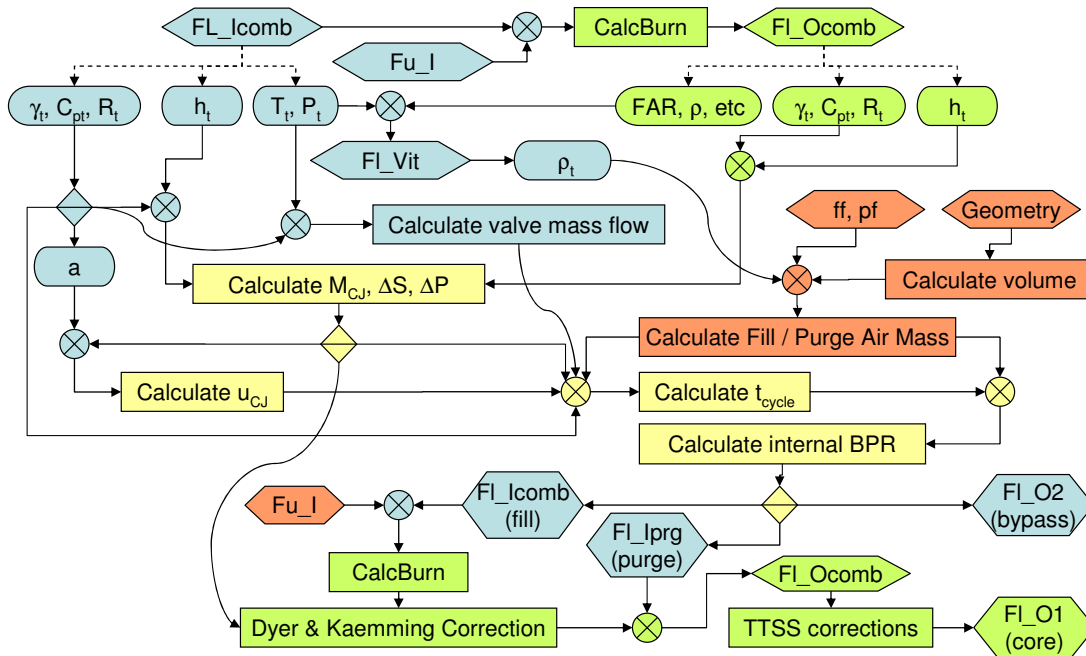 FL_Icomb
CalcBurn
Fl_Ocomb
Fu_I
γt, Cpt, Rt
ht
Tt, Pt
FAR, ρ, etc
γt, Cpt, Rt
ht
Fl_Vit
ρt
ff, pf
Geometry
Calculate valve mass flow
a
Calculate MCJ, ΔS, ΔP
Calculate volume
Calculate Fill / Purge Air Mass
Calculate uCJ
Calculate tcycle
Calculate internal BPR
Fu_I
Fl_Icomb
(fill)
Fl_O2
(bypass)
Fl_Iprg
(purge)
CalcBurn
Fl_Ocomb
Dyer & Kaemming Correction
TTSS corrections
Fl_O1
(core)